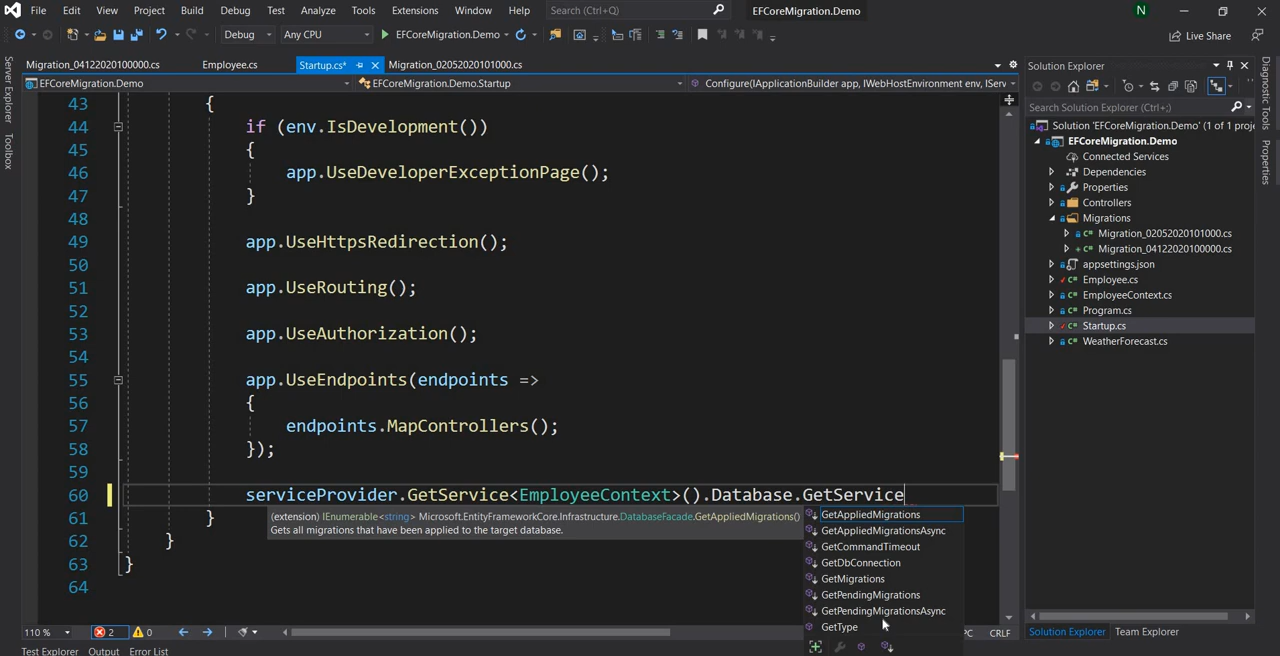 File Edit View Project Build Debug Test Analyze Tools Extensions Window Help Search (Ctrl+Q) EFCoreMigration.Demo N
Debug Any CPU EFCoreMigration.Demo Live Share
Server Explorer
Toolbox
Migration_04122020100000.cs Employee.cs Startup.cs* Migration_02052020101000.cs
EFCoreMigration.Demo EFCoreMigration.Demo.Startup Configure(IApplicationBuilder app, IWebHostEnvironment env, IServ
43 {
44 if (env.IsDevelopment())
45 {
46 app.UseDeveloperExceptionPage();
47 }
48
49 app.UseHttpsRedirection();
50
51 app.UseRouting();
52
53 app.UseAuthorization();
54
55 app.UseEndpoints(endpoints =>
56 {
57 endpoints.MapControllers();
58 });
59
60 serviceProvider.GetService<EmployeeContext>().Database.GetService
61 }
62 }
63 }
64
(extension) IEnumerable<string> Microsoft.EntityFrameworkCore.Infrastructure.DatabaseFacade.GetAppliedMigrations()
Gets all migrations that have been applied to the target database.
GetAppliedMigrations
GetAppliedMigrationsAsync
GetCommandTimeout
GetDbConnection
GetMigrations
GetPendingMigrations
GetPendingMigrationsAsync
GetType
110 % 2 0 PC CRLF
Test Explorer Output Error List
Solution Explorer
Search Solution Explorer (Ctrl+;)
Solution 'EFCoreMigration.Demo' (1 of 1 proje
EFCoreMigration.Demo
Connected Services
Dependencies
Properties
Controllers
Migrations
Migration_02052020101000.cs
Migration_04122020100000.cs
appsettings.json
Employee.cs
EmployeeContext.cs
Program.cs
Startup.cs
WeatherForecast.cs
Solution Explorer Team Explorer
Diagnostic Tools
Properties